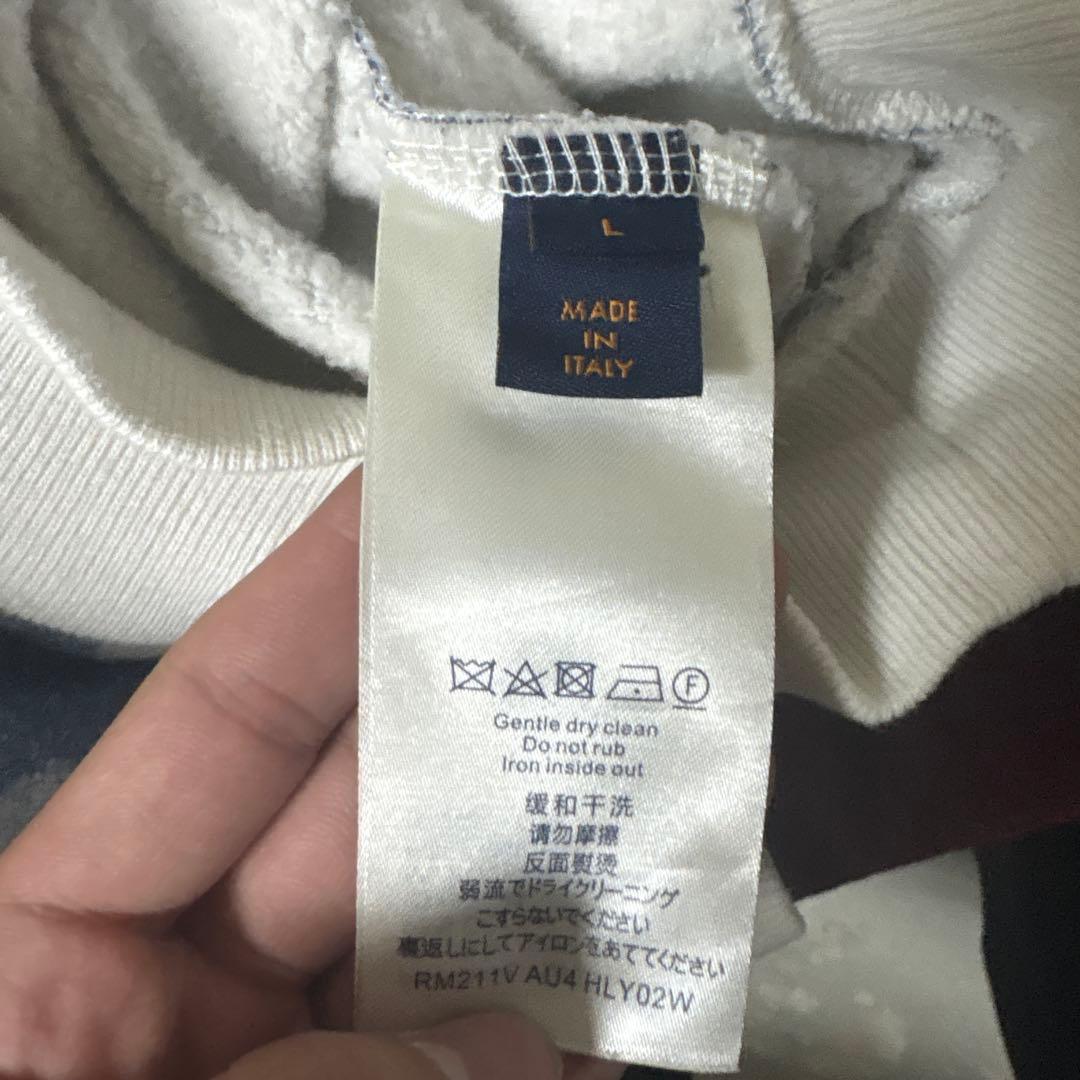 L
MADE
IN
ITALY
F
Gentle dry clean
Do not rub
Iron inside out
缓和干洗
请勿摩擦
反面熨烫
弱流でドライクリーニング
こすらないでください
裏返しにしてアイロンをあててください
RM211V AU4 HLY02W